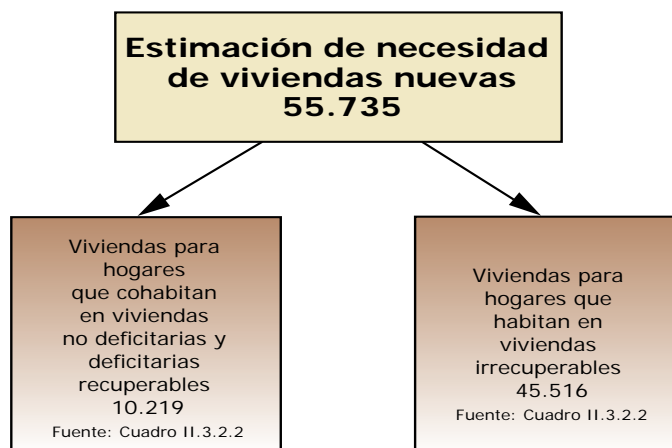 Estimación de necesidad
de viviendas nuevas
55.735
Viviendas para
hogares
que cohabitan
en viviendas
no deficitarias y
deficitarias
recuperables
10.219
Fuente: Cuadro II.3.2.2
Viviendas para
hogares que
habitan en
viviendas
irrecuperables
45.516
Fuente: Cuadro II.3.2.2